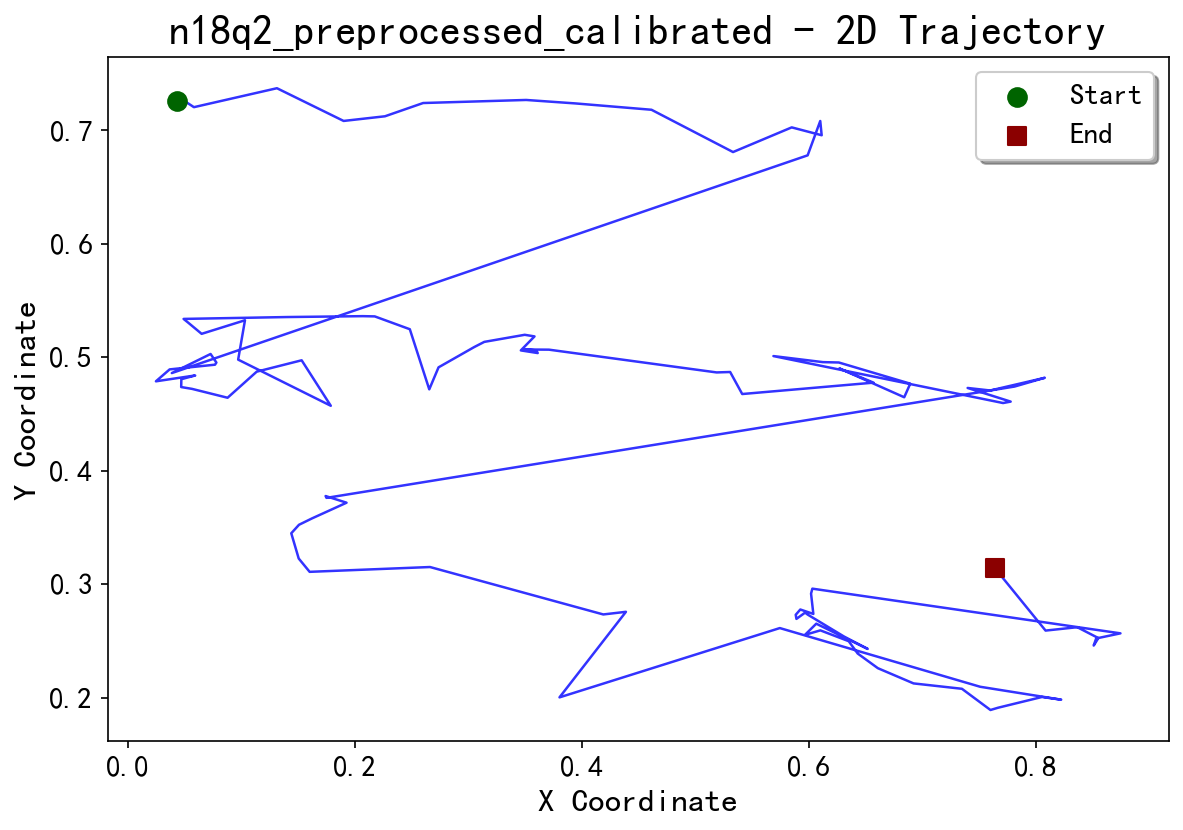 n18q2_preprocessed_calibrated - 2D Trajectory
Start
End
Y Coordinate
0.7
0.6
0.5
0.4
0.3
0.2
0.0 0.2 0.4 0.6 0.8
X Coordinate